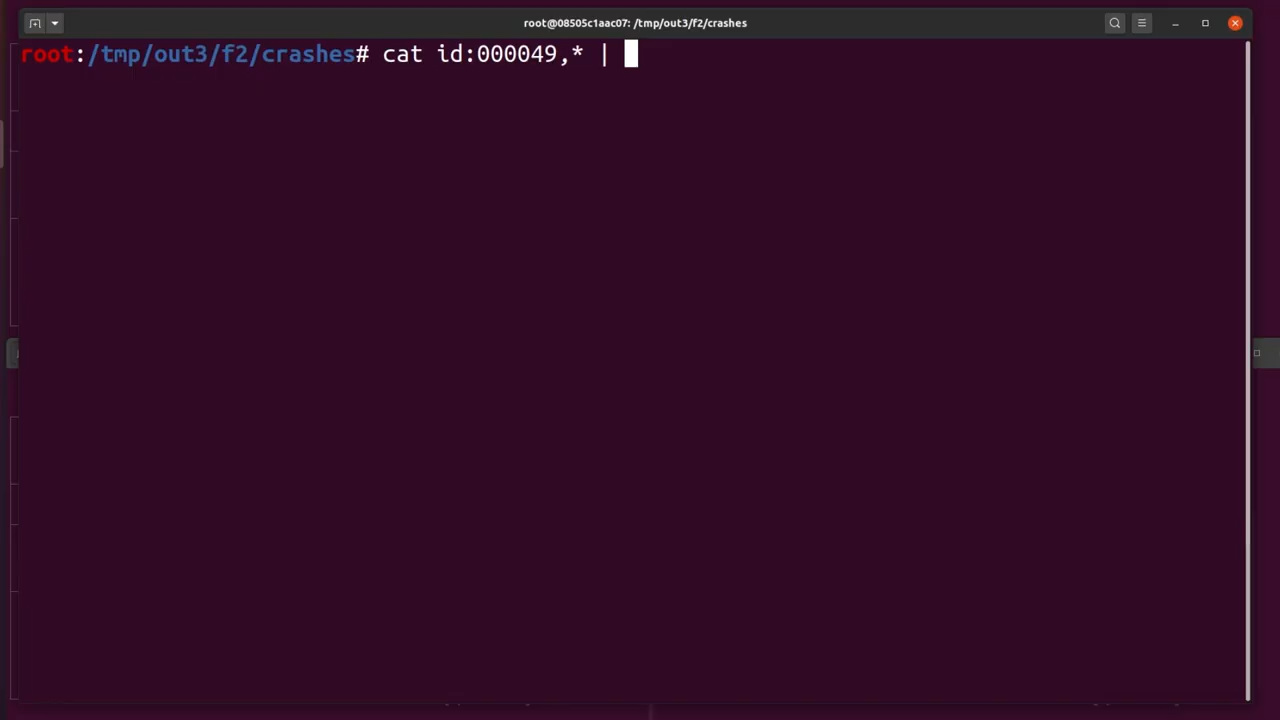 root@08505c1aac07: /tmp/out3/f2/crashes
root:/tmp/out3/f2/crashes# cat id:000049,* |